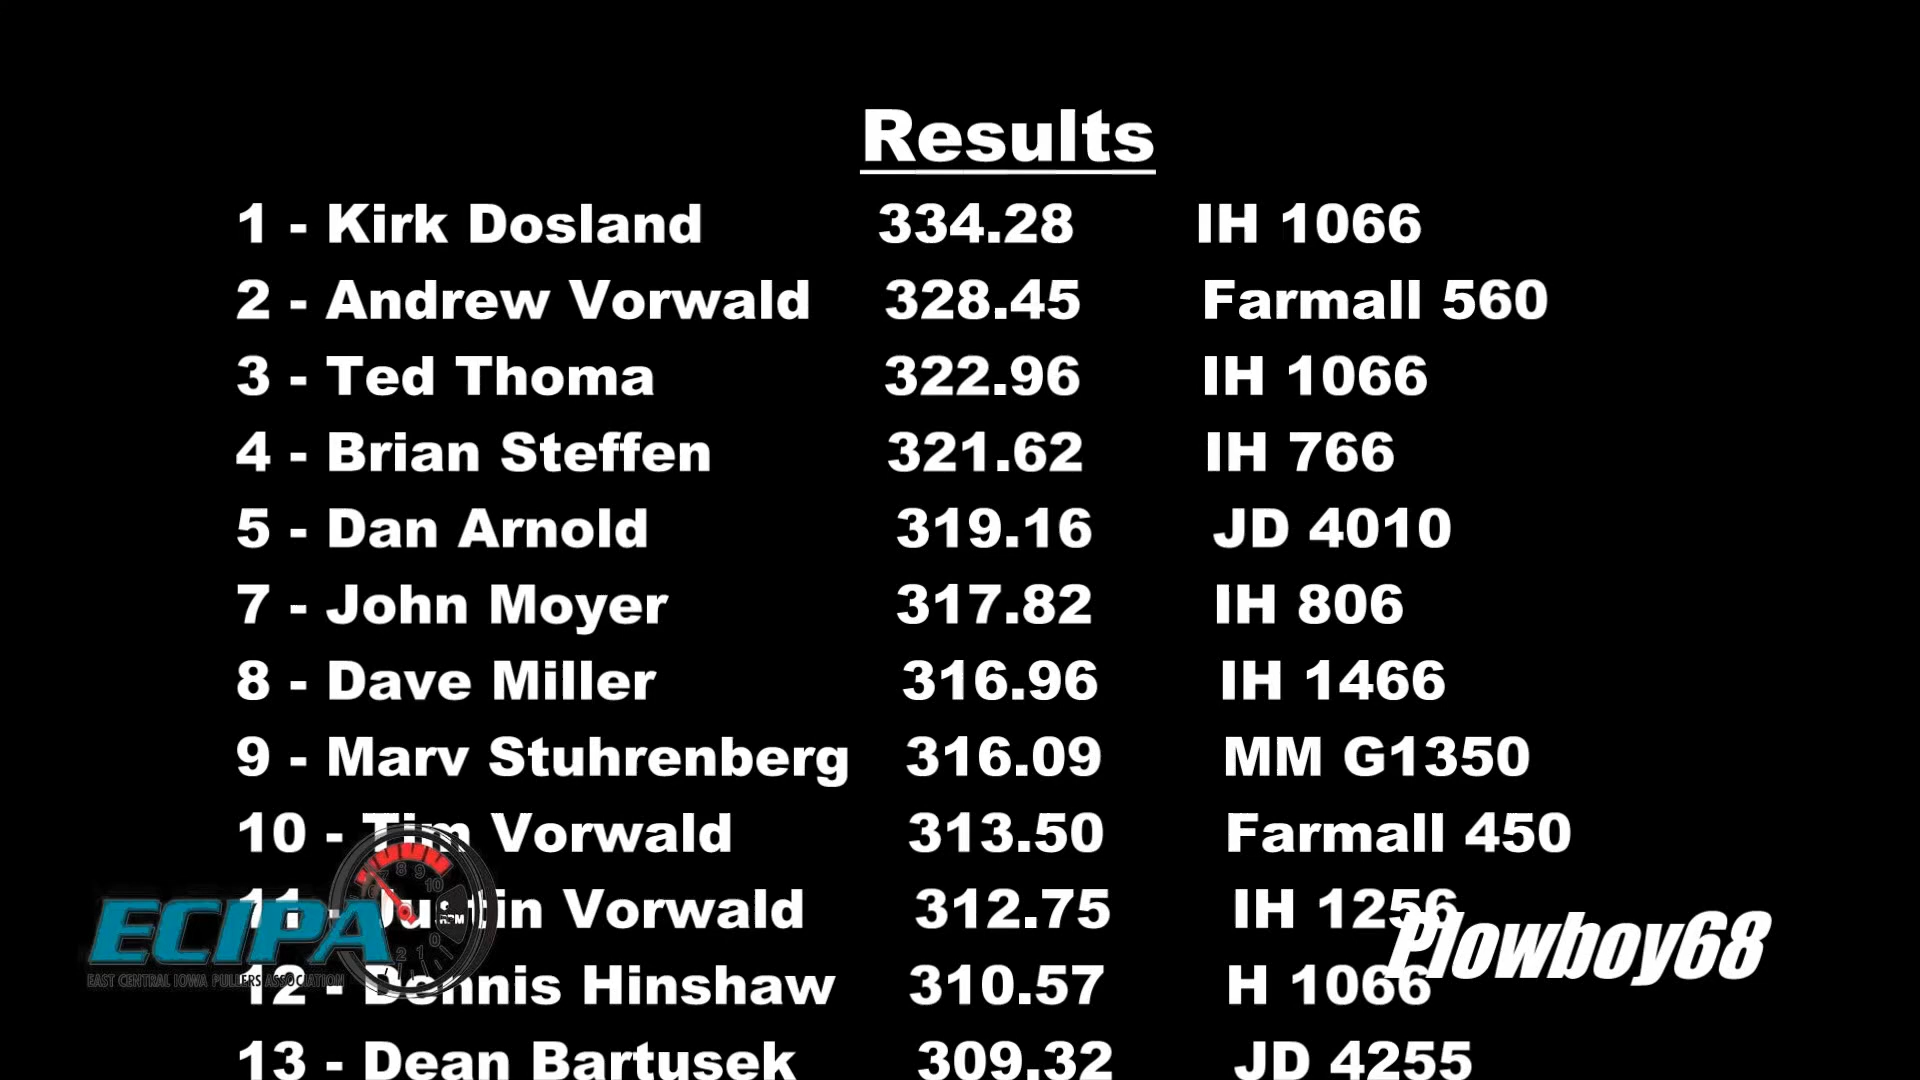 Results
1 - Kirk Dosland 334.28 IH 1066
2 - Andrew Vorwald 328.45 Farmall 560
3 - Ted Thoma 322.96 IH 1066
4 - Brian Steffen 321.62 IH 766
5 - Dan Arnold 319.16 JD 4010
7 - John Moyer 317.82 IH 806
8 - Dave Miller 316.96 IH 1466
9 - Marv Stuhrenberg 316.09 MM G1350
10 - Tim Vorwald 313.50 Farmall 450
11 - Justin Vorwald 312.75 IH 1256
12 - Dennis Hinshaw 310.57 H 1066
13 - Dean Bartusek 309.32 JD 4255
ECIPA
EAST CENTRAL IOWA PULLERS ASSOCIATION
Plowboy68